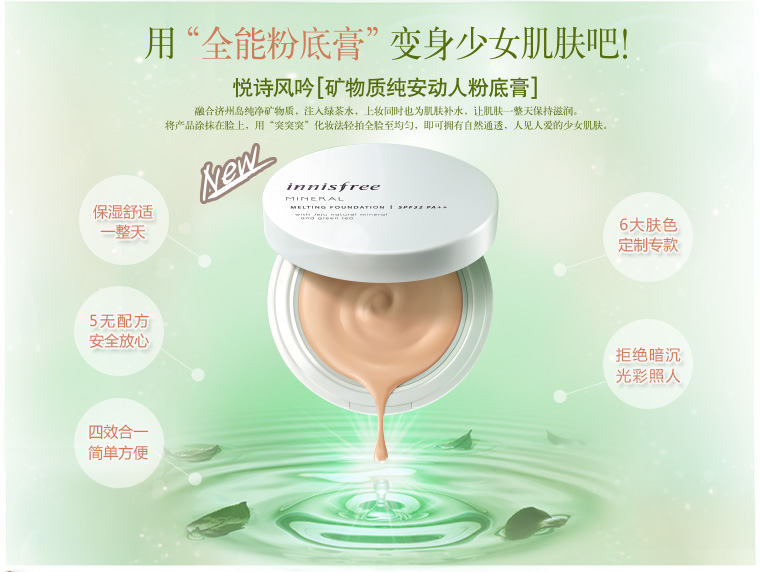 用“全能粉底膏”变身少女肌肤吧!
悦诗风吟[矿物质纯安动人粉底膏]
融合济州岛纯净矿物质，注入绿茶水，上妆同时也为肌肤补水，让肌肤一整天保持滋润。
将产品涂抹在脸上，用“突突突”化妆法轻拍全脸至均匀，即可拥有自然通透、人见人爱的少女肌肤。
New
innisfree
MINERAL
MELTING FOUNDATION | SPF32 PA++
with Jeju natural mineral
and green tea
保湿舒适
一整天
5无配方
安全放心
四效合一
简单方便
6大肤色
定制专款
拒绝暗沉
光彩照人